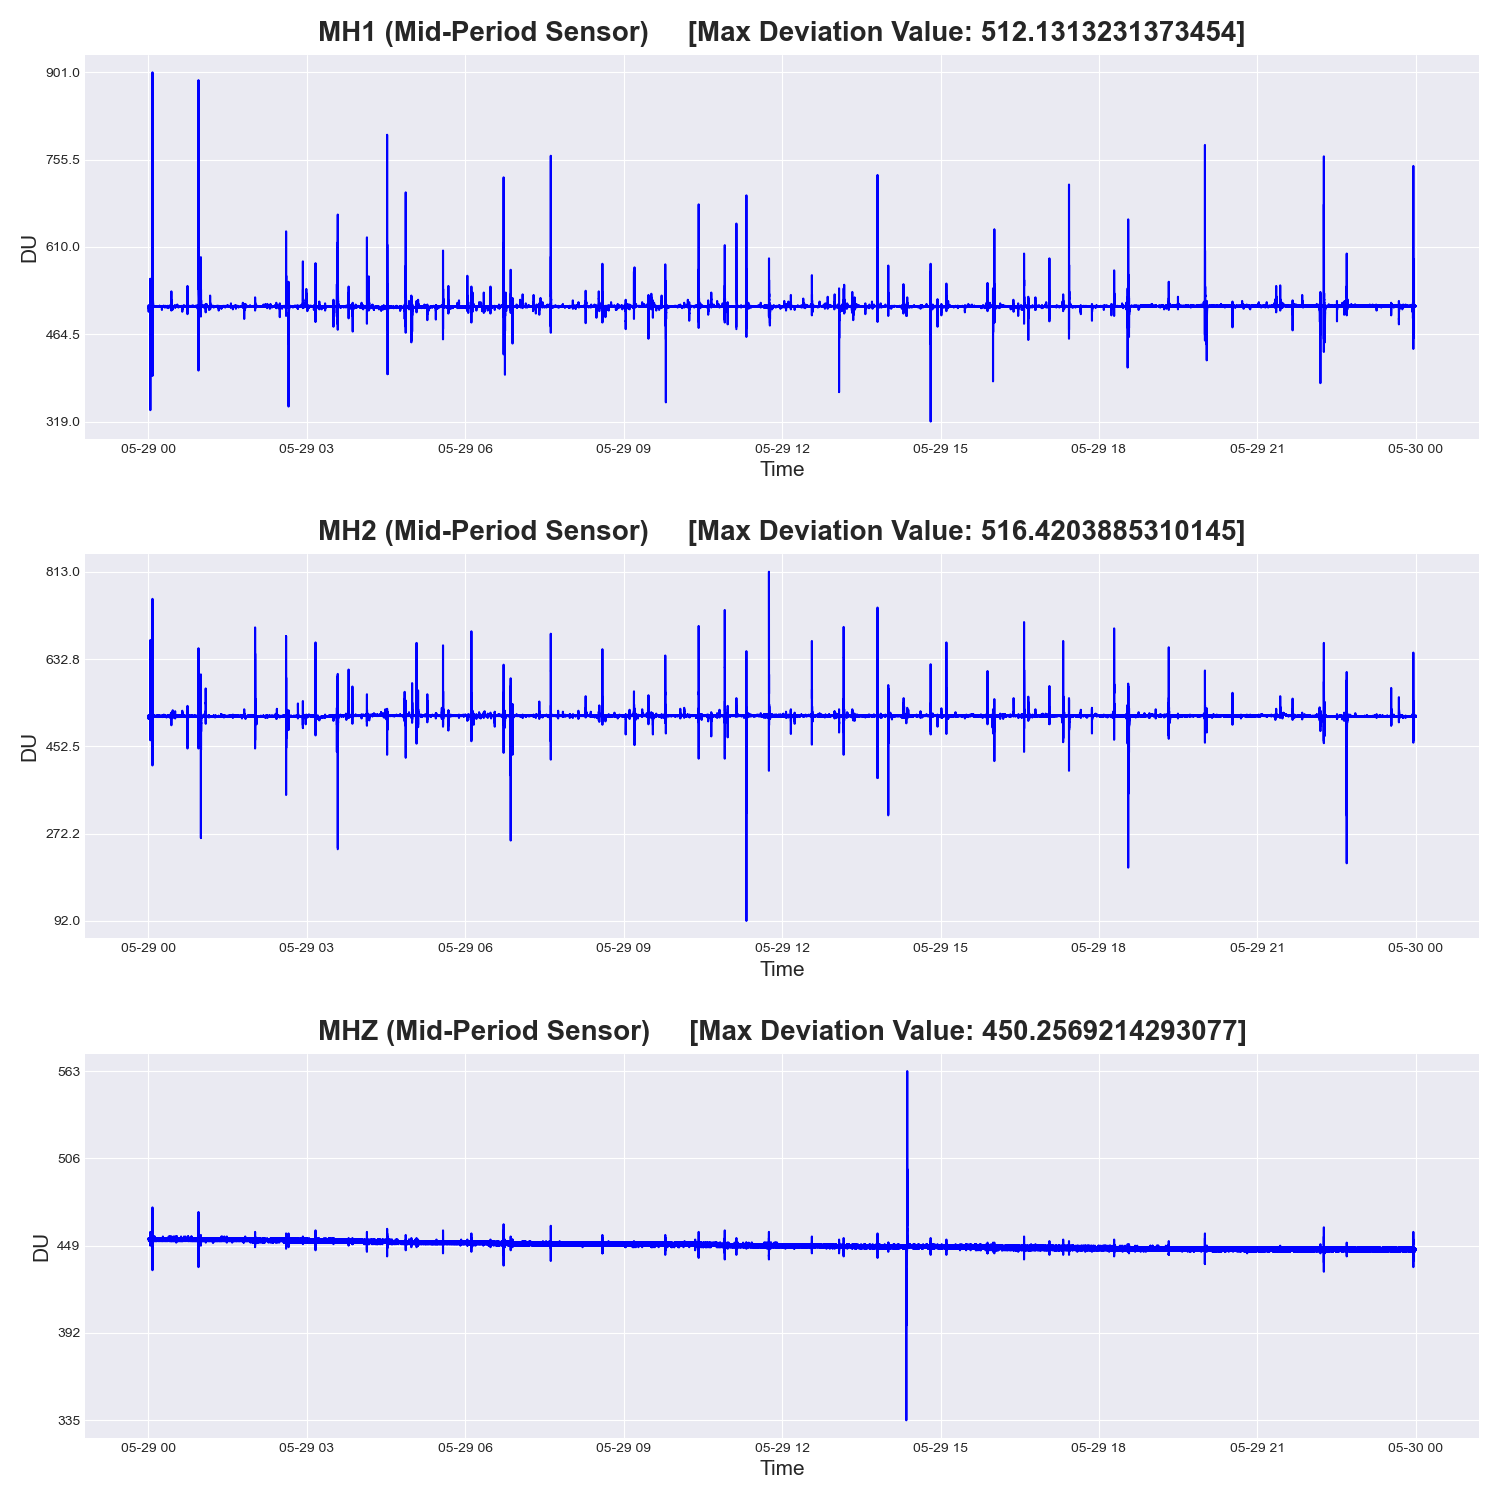 MH1 (Mid-Period Sensor) [Max Deviation Value: 512.1313231373454]
901.0
755.5
610.0
464.5
319.0
DU
05-29 00 05-29 03 05-29 06 05-29 09 05-29 12 05-29 15 05-29 18 05-29 21 05-30 00
Time
MH2 (Mid-Period Sensor) [Max Deviation Value: 516.4203885310145]
813.0
632.8
452.5
272.2
92.0
DU
05-29 00 05-29 03 05-29 06 05-29 09 05-29 12 05-29 15 05-29 18 05-29 21 05-30 00
Time
MHZ (Mid-Period Sensor) [Max Deviation Value: 450.2569214293077]
563
506
449
392
335
DU
05-29 00 05-29 03 05-29 06 05-29 09 05-29 12 05-29 15 05-29 18 05-29 21 05-30 00
Time